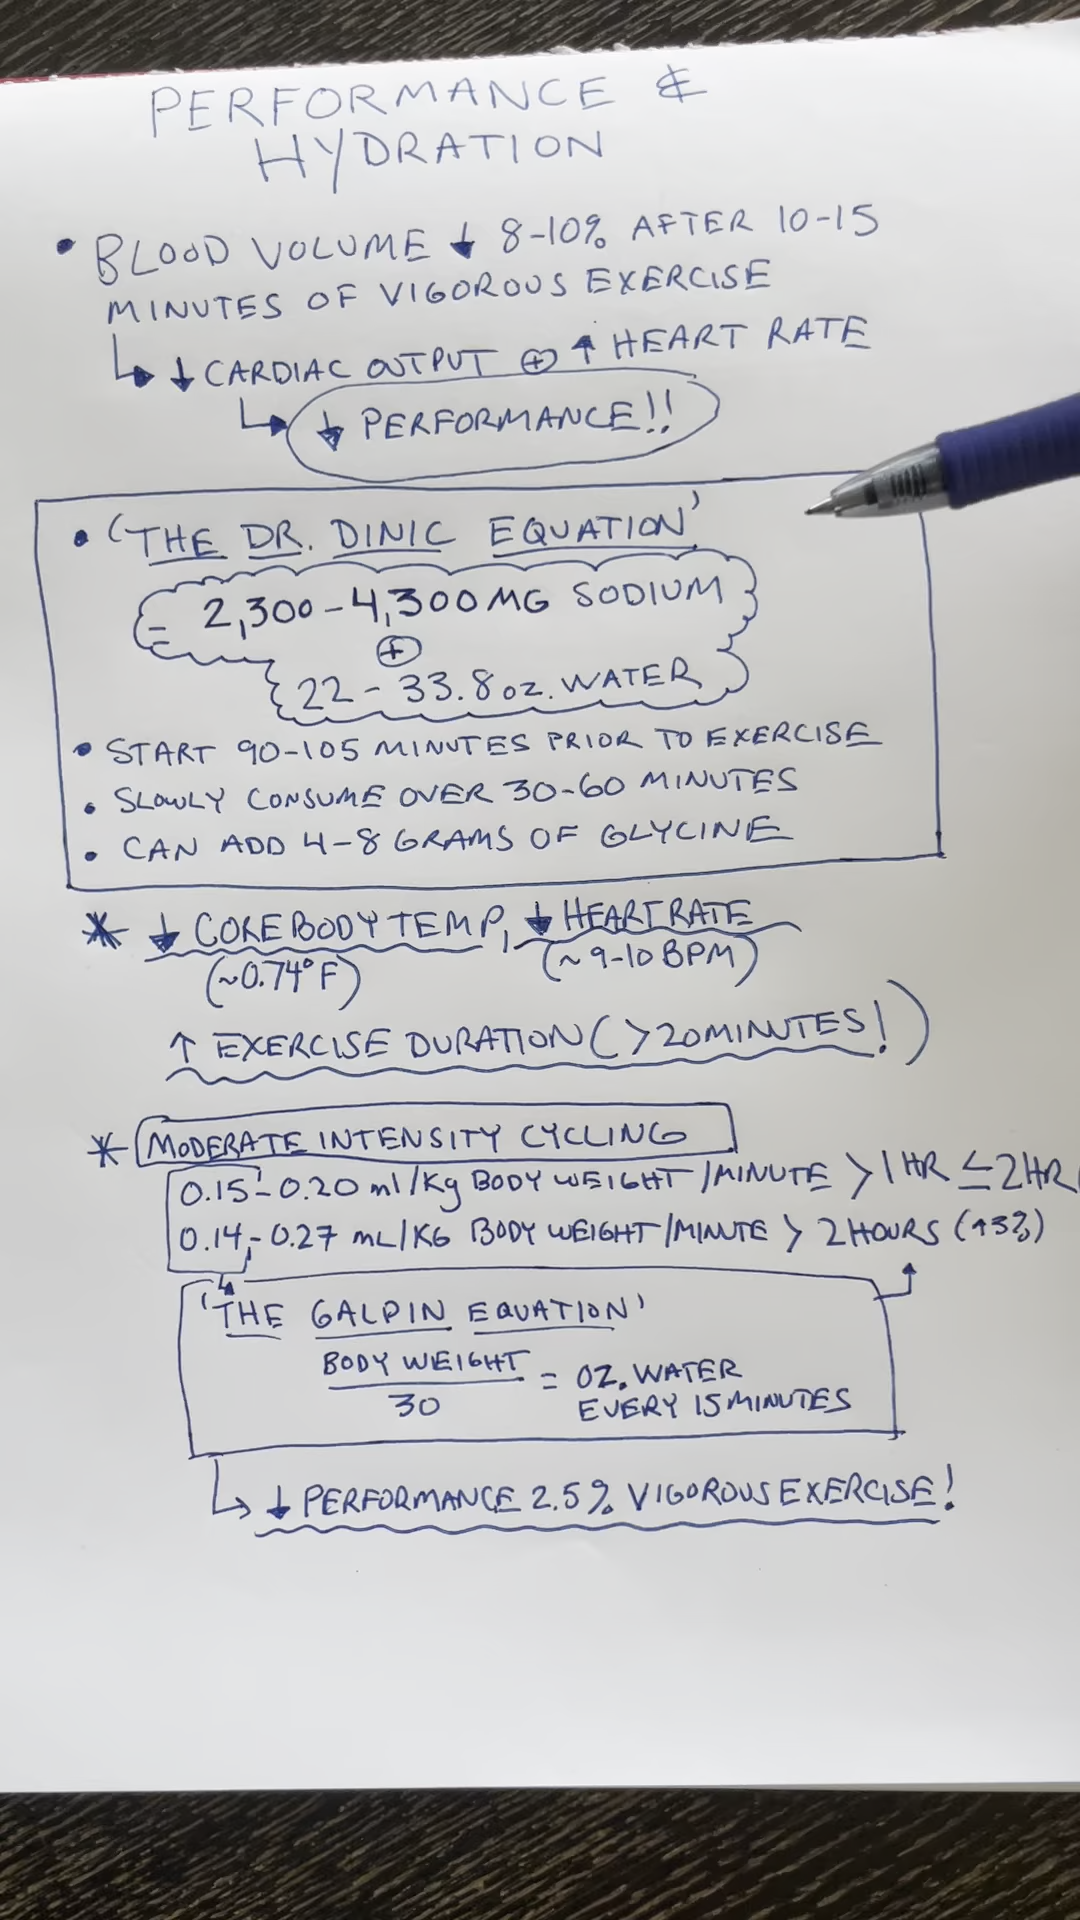 PERFORMANCE &
HYDRATION
• BLOOD VOLUME ↓ 8-10% AFTER 10-15
MINUTES OF VIGOROUS EXERCISE
↳ ↓ CARDIAC OUTPUT ⊕ ↑ HEART RATE
↳ ↓ PERFORMANCE!!
• 'THE DR. DINIC EQUATION'
= 2,300-4,300MG SODIUM
⊕
22-33.8 oz. WATER
• START 90-105 MINUTES PRIOR TO EXERCISE
• SLOWLY CONSUME OVER 30-60 MINUTES
• CAN ADD 4-8 GRAMS OF GLYCINE
* ↓ CORE BODY TEMP, ↓ HEART RATE
(~0.74°F) (~9-10 BPM)
↑ EXERCISE DURATION (>20 MINUTES!)
* MODERATE INTENSITY CYCLING
0.15-0.20 ml/Kg BODY WEIGHT/MINUTE > 1 HR ≤ 2HR
0.14-0.27 mL/KG BODY WEIGHT/MINUTE > 2 HOURS (↑3%)
'THE GALPIN EQUATION'
BODY WEIGHT
= OZ. WATER
30
EVERY 15 MINUTES
↳ ↓ PERFORMANCE 2.5% VIGOROUS EXERCISE!